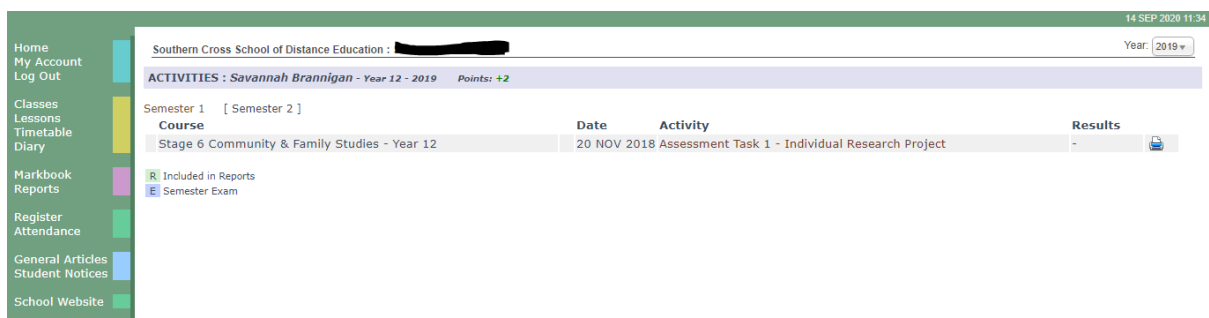 14 SEP 2020 11:34
Home
My Account
Log Out
Classes
Lessons
Timetable
Diary
Markbook
Reports
Register
Attendance
General Articles
Student Notices
School Website
Southern Cross School of Distance Education :
Year: 2019
ACTIVITIES : Savannah Brannigan - Year 12 - 2019 Points: +2
Semester 1 [ Semester 2 ]
Course Date Activity Results
Stage 6 Community & Family Studies - Year 12 20 NOV 2018 Assessment Task 1 - Individual Research Project -
R Included in Reports
E Semester Exam